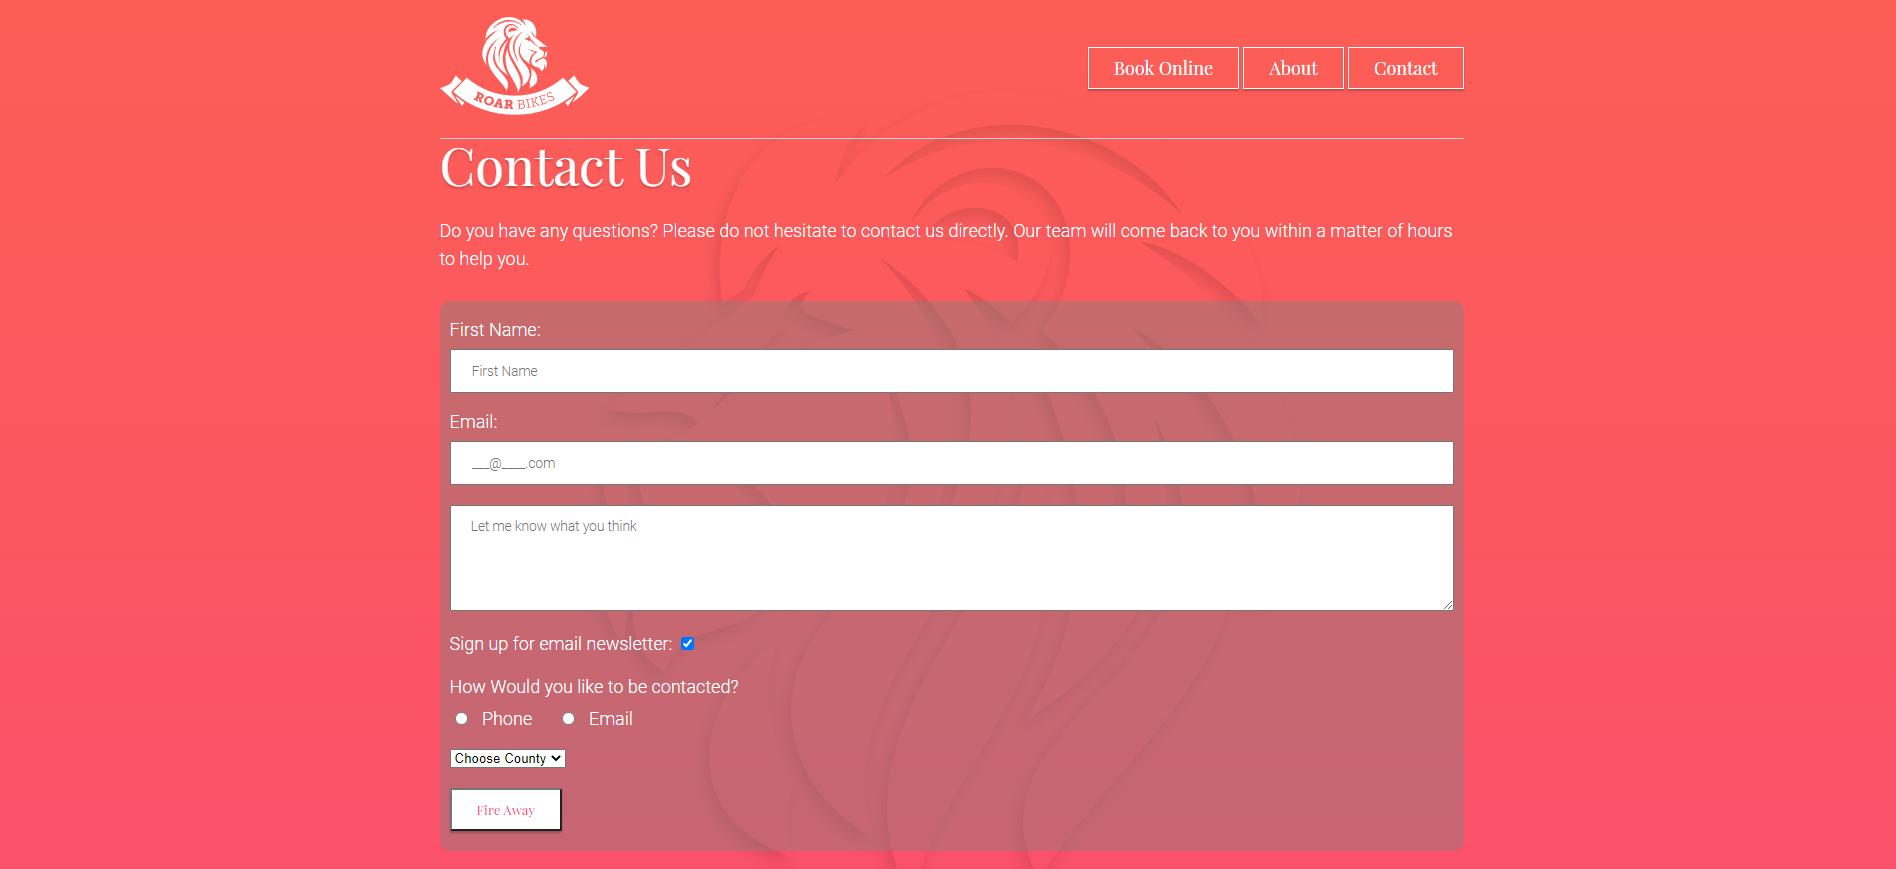 ROAR BIKES
Book Online
About
Contact
Contact Us
Do you have any questions? Please do not hesitate to contact us directly. Our team will come back to you within a matter of hours
to help you.
First Name:
First Name
Email:
___@____.com
Let me know what you think
Sign up for email newsletter:
How Would you like to be contacted?
Phone Email
Choose County
Fire Away